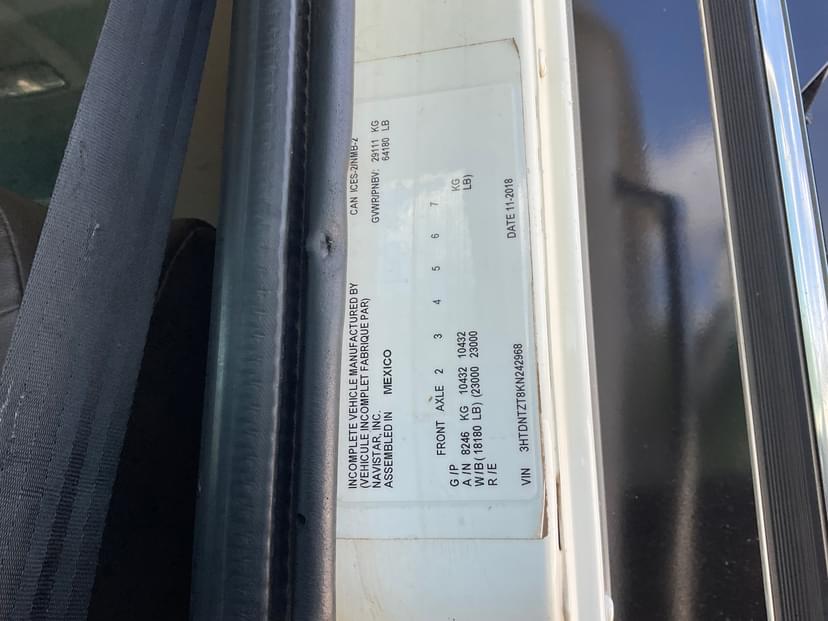 INCOMPLETE VEHICLE MANUFACTURED BY
(VEHICULE INCOMPLET FABRIQUE PAR)
NAVISTAR, INC.
ASSEMBLED IN MEXICO
CAN ICES-2/NMB-2
GVWR/PNBV: 29111 KG
64180 LB
FRONT AXLE 2 2 3 4 5 6 7
G /P
A /N 8246 KG 10432 10432 KG
W/B( 18180 LB) (23000 23000 LB)
R /E
VIN 3HTDNTZT8KN242968 DATE 11-2018